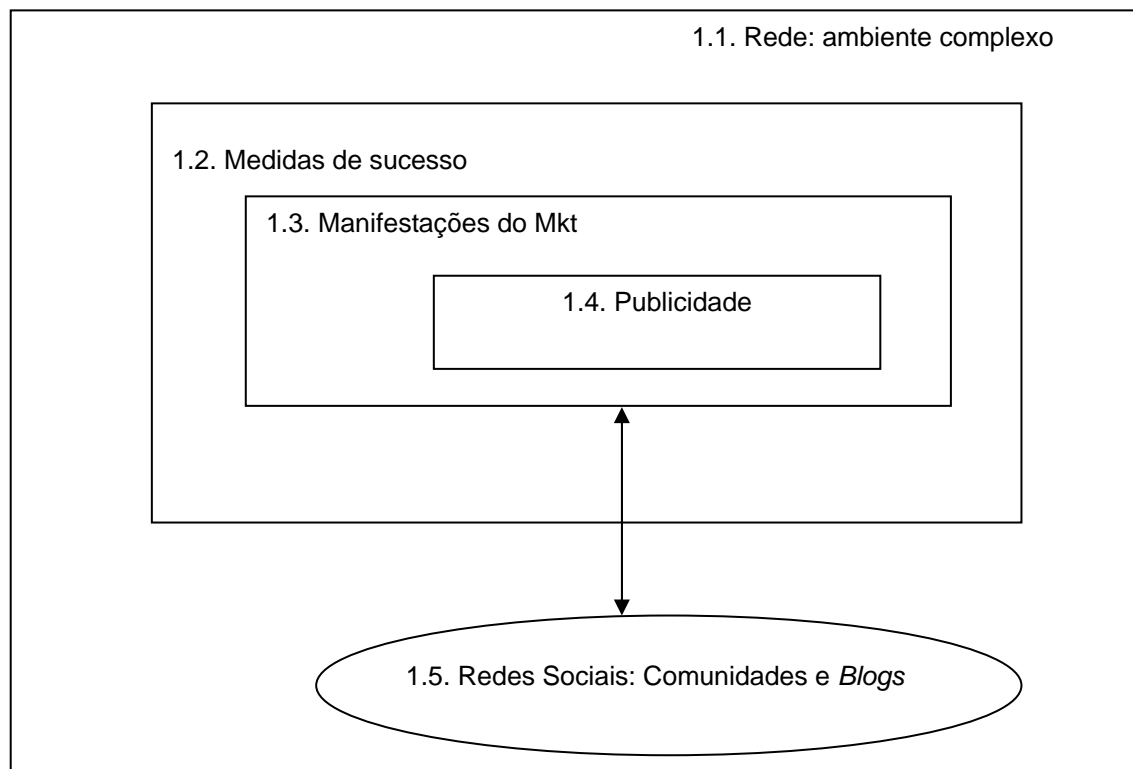 1.1. Rede: ambiente complexo
1.2. Medidas de sucesso
1.3. Manifestações do Mkt
1.4. Publicidade
1.5. Redes Sociais: Comunidades e Blogs